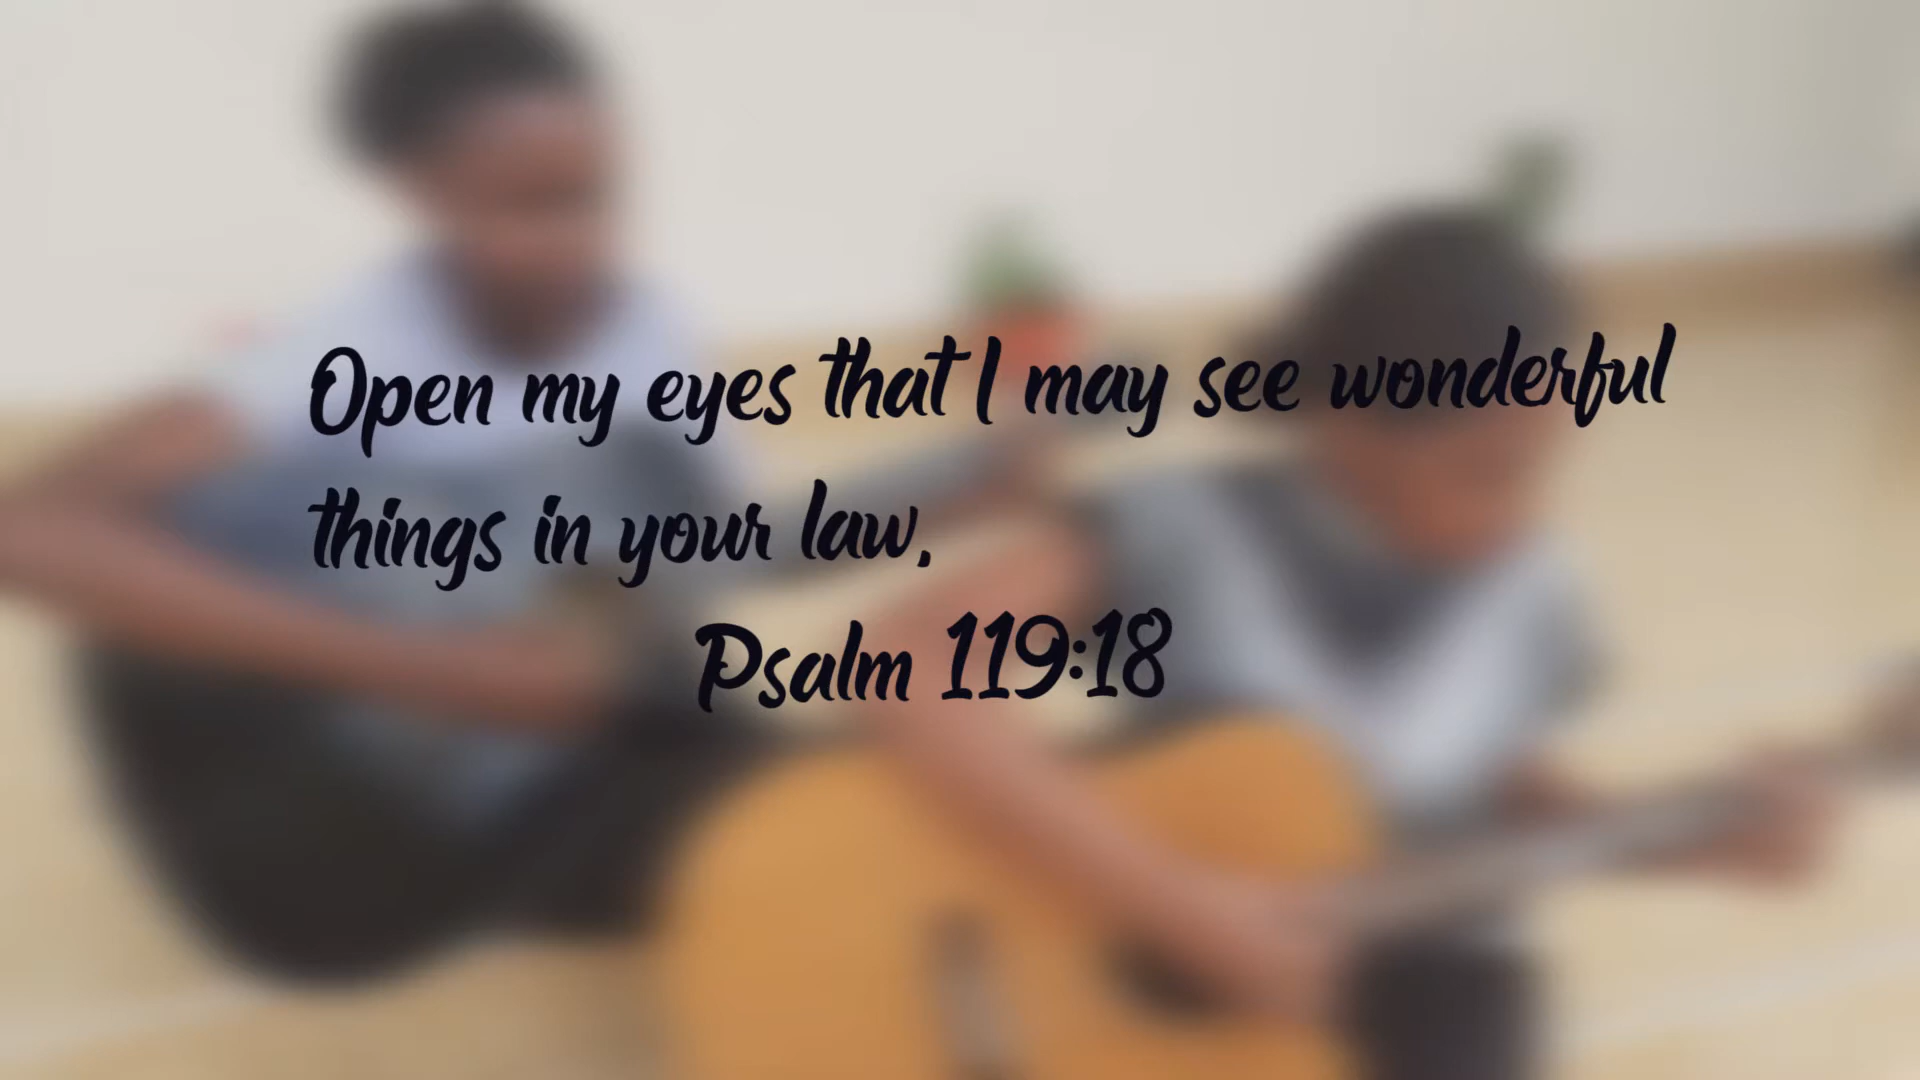 Open my eyes that I may see wonderful
things in your law.
Psalm 119:18